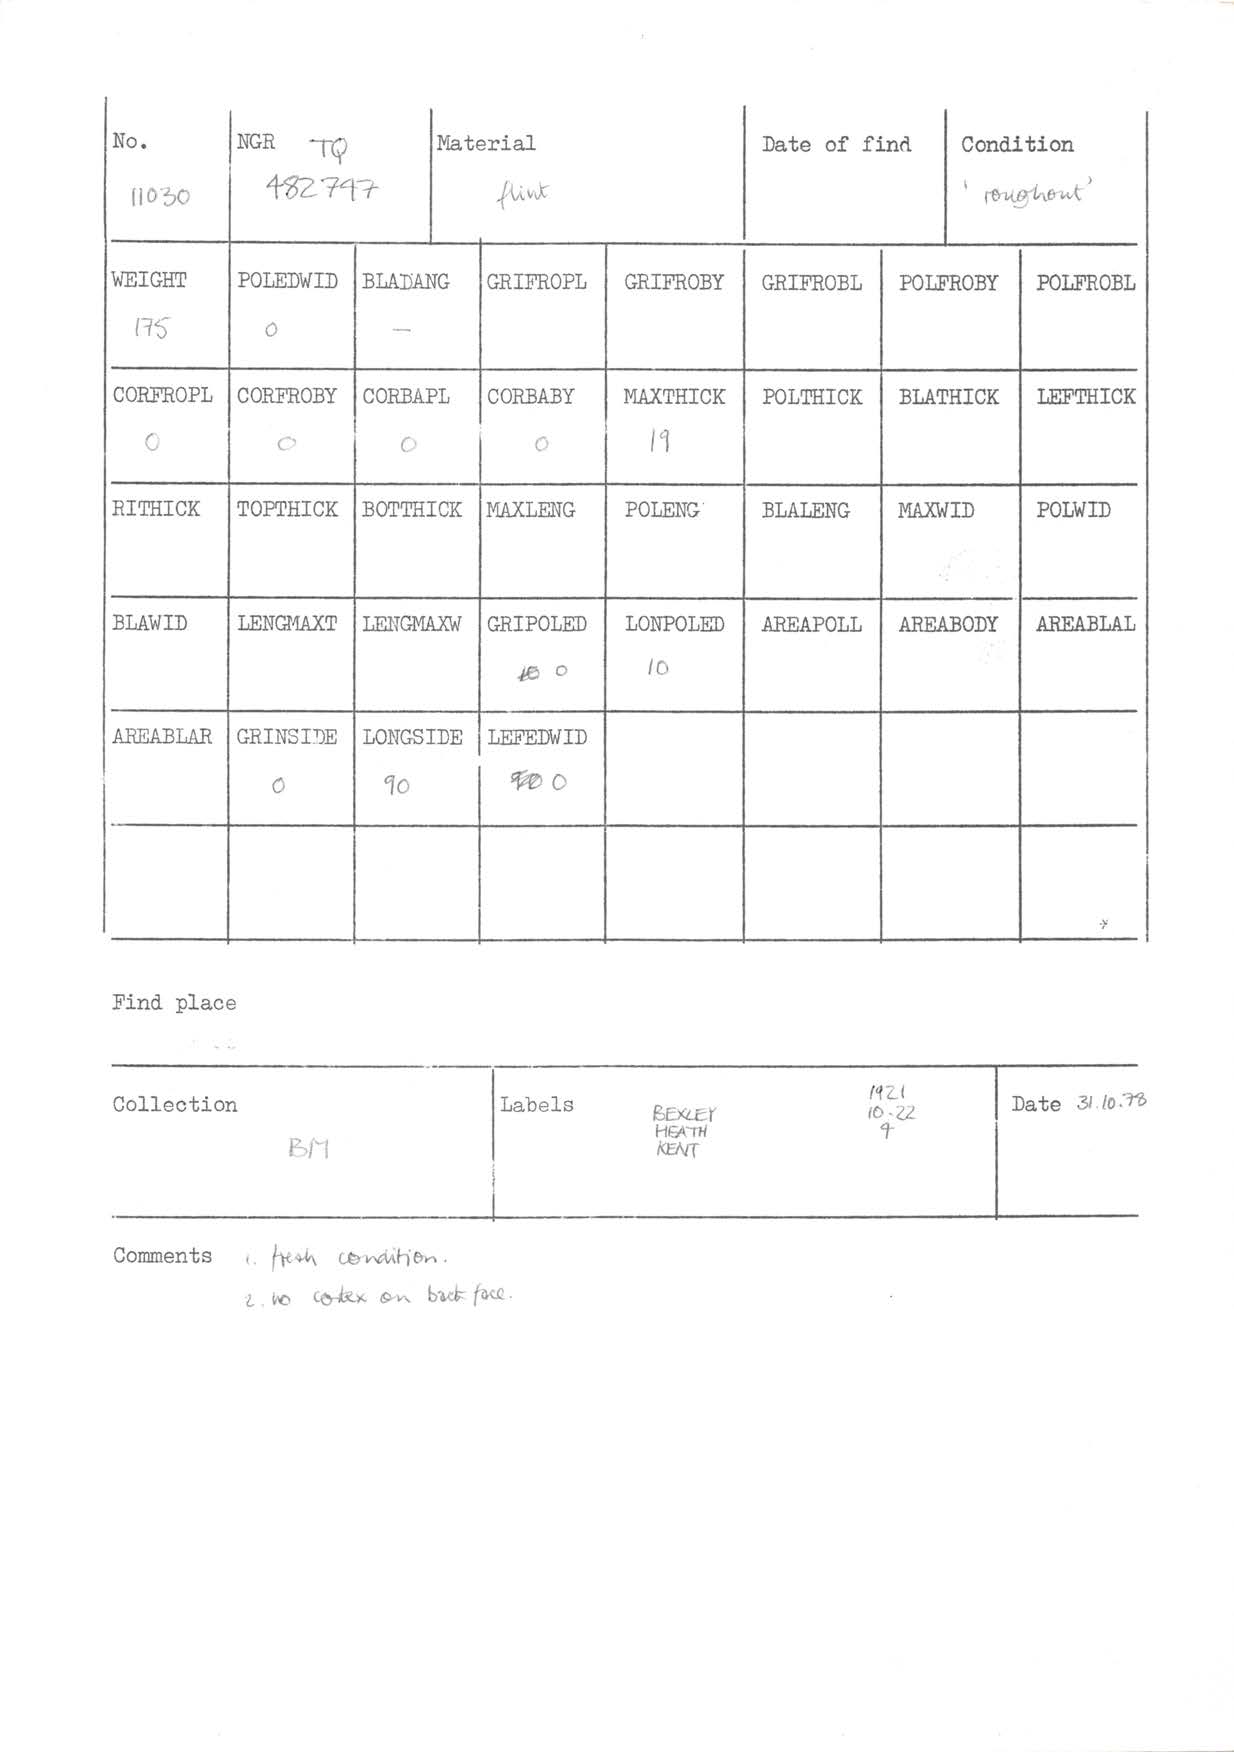 No. NGR TQ Material Date of find Condition
11030 482747 flint 'roughout'
WEIGHT POLEDWID BLADANG GRIFROPL GRIFROBY GRIFROBL POLFROBY POLFROBL
175 0 —
CORFROPL CORFROBY CORBAPL CORBABY MAXTHICK POLTHICK BLATHICK LEFTHICK
0 0 0 0 19
RITHICK TOPTHICK BOTTHICK MAXLENG POLENG BLALENG MAXWID POLWID
BLAWID LENGMAXT LENGMAXW GRIPOLED LONPOLED AREAPOLL AREABODY AREABLAL
0 10
AREABLAR GRINSIDE LONGSIDE LEFEDWID
0 90 0
Find place
Collection
BM
Labels
BEXLEY
HEATH
KENT
1921
10-22
4
Date 31.10.78
Comments 1. fresh condition.
2. no cortex on back face.